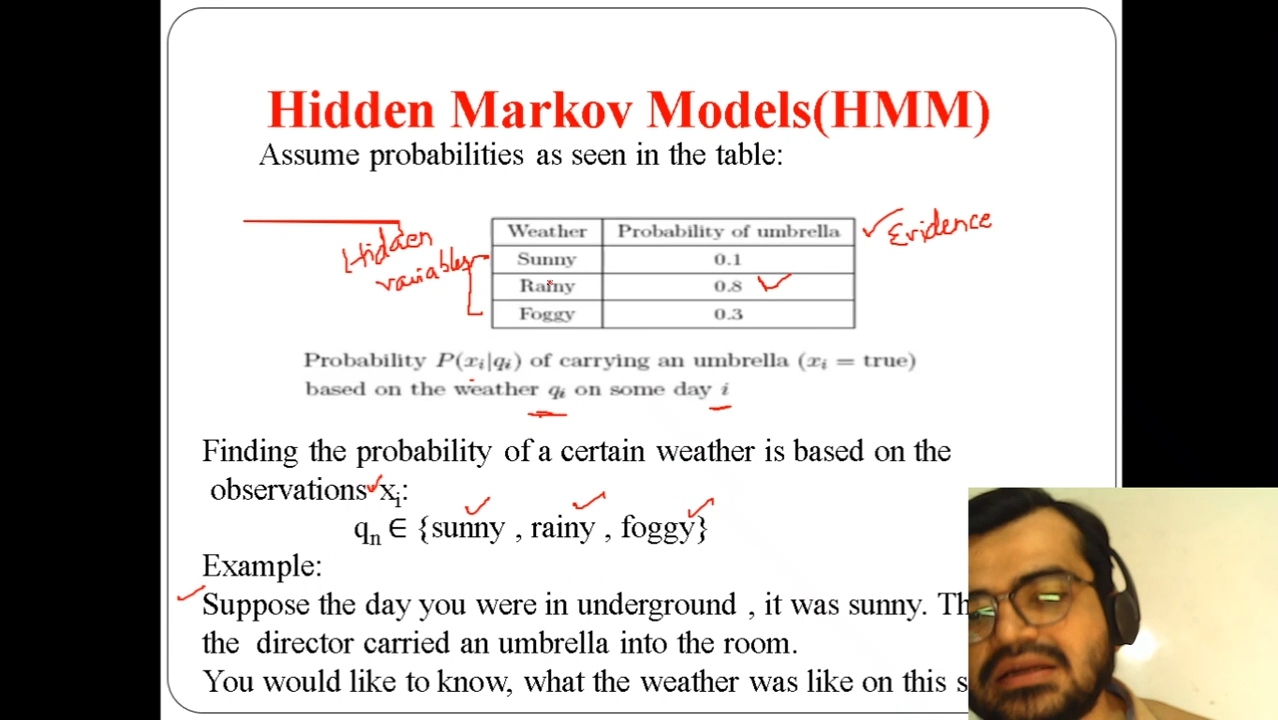 Hidden Markov Models(HMM)
Assume probabilities as seen in the table:
Hidden
variables
Weather Probability of umbrella
Evidence
Sunny 0.1
Rainy 0.8
Foggy 0.3
Probability P(xᵢ|qᵢ) of carrying an umbrella (xᵢ = true)
based on the weather qᵢ on some day i
Finding the probability of a certain weather is based on the
observations xᵢ:
qₙ ∈ {sunny , rainy , foggy}
Example:
Suppose the day you were in underground , it was sunny.
the director carried an umbrella into the room.
You would like to know, what the weather was like on this